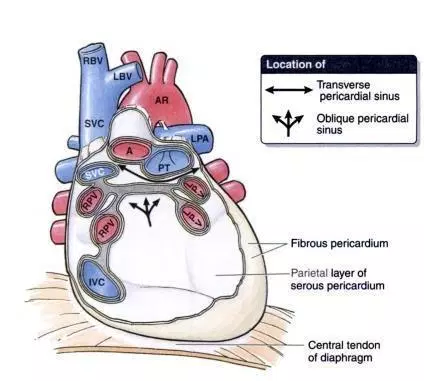 RBV
LBV
AR
SVC
LPA
A
PT
SVC
RPV
RPV
IVC
Location of
Transverse
pericardial sinus
Oblique pericardial
sinus
Fibrous pericardium
Parietal layer of
serous pericardium
Central tendon
of diaphragm